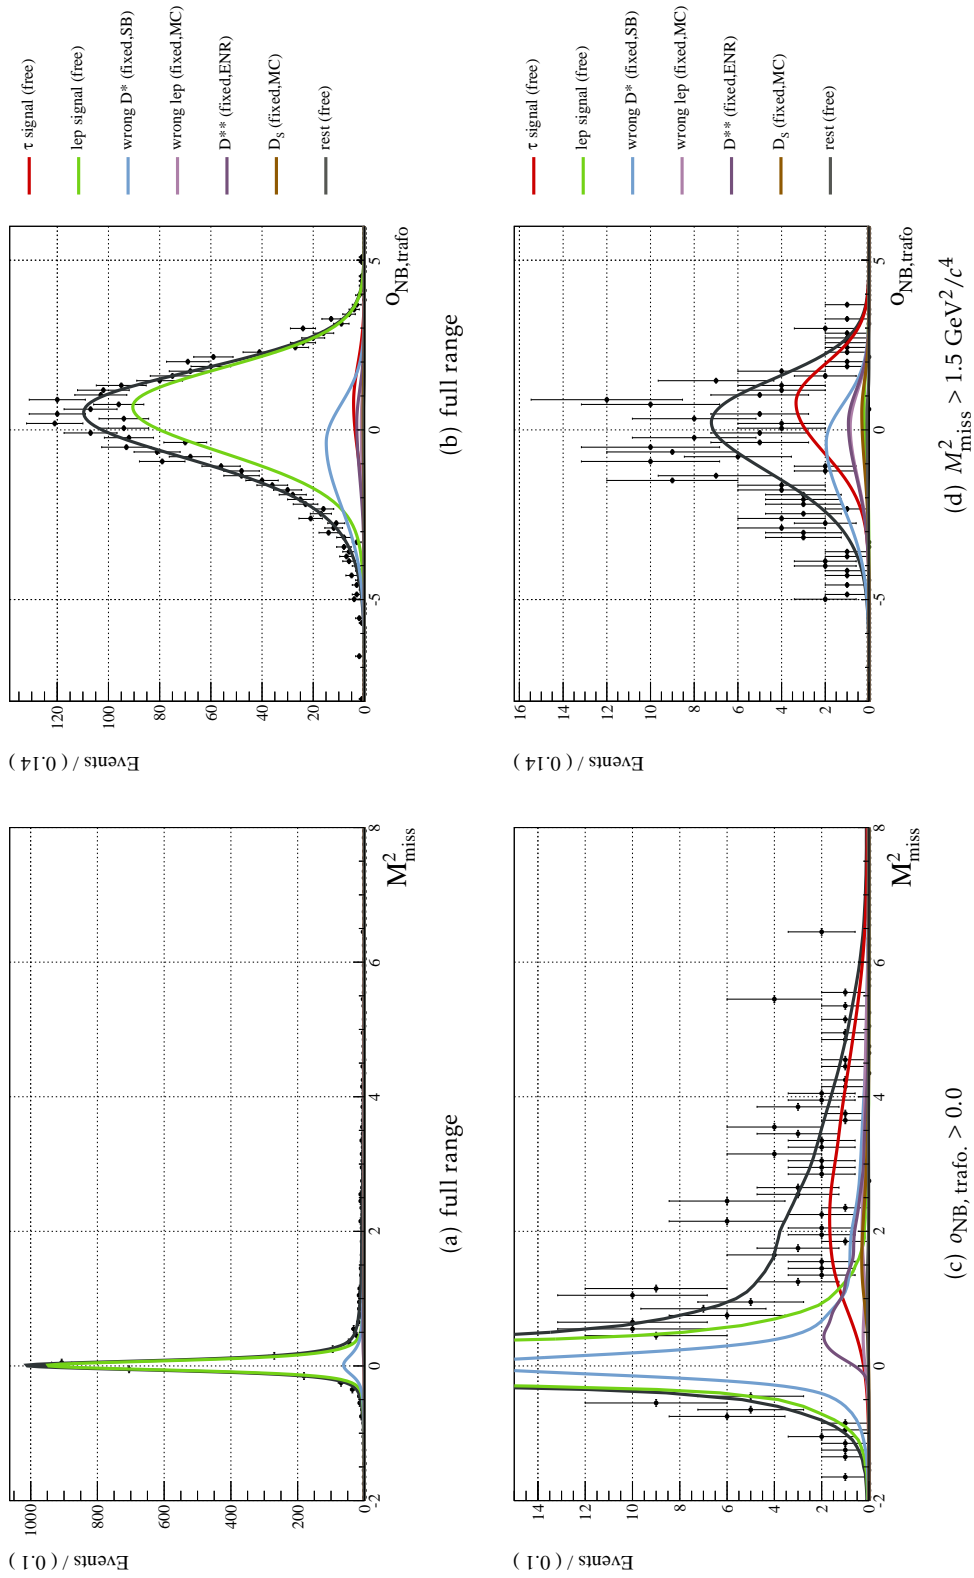 Events / ( 0.1 )
1000
800
600
400
200
0
-2
0
2
4
6
8
M²miss
(a) full range
Events / ( 0.14 )
120
100
80
60
40
20
0
-5
0
5
oNB,trafo
(b) full range
τ signal (free)
lep signal (free)
wrong D* (fixed,SB)
wrong lep (fixed,MC)
D** (fixed,ENR)
Ds (fixed,MC)
rest (free)
Events / ( 0.1 )
14
12
10
8
6
4
2
0
-2
0
2
4
6
8
M²miss
(c) oNB, trafo. > 0.0
Events / ( 0.14 )
16
14
12
10
8
6
4
2
0
-5
0
5
oNB,trafo
(d) M²miss > 1.5 GeV²/c⁴
τ signal (free)
lep signal (free)
wrong D* (fixed,SB)
wrong lep (fixed,MC)
D** (fixed,ENR)
Ds (fixed,MC)
rest (free)